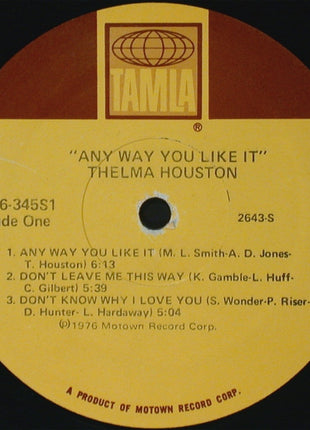 TAMLA
®
"ANY WAY YOU LIKE IT"
THELMA HOUSTON
6-345S1
ide One
2643-S
1. ANY WAY YOU LIKE IT (M. L. Smith-A. D. Jones-
T. Houston) 6:13
2. DON'T LEAVE ME THIS WAY (K. Gamble-L. Huff-
C. Gilbert) 5:39
3. DON'T KNOW WHY I LOVE YOU (S. Wonder-P. Riser-
D. Hunter- L. Hardaway) 5:04
℗1976 Motown Record Corp.
A PRODUCT OF MOTOWN RECORD CORP.